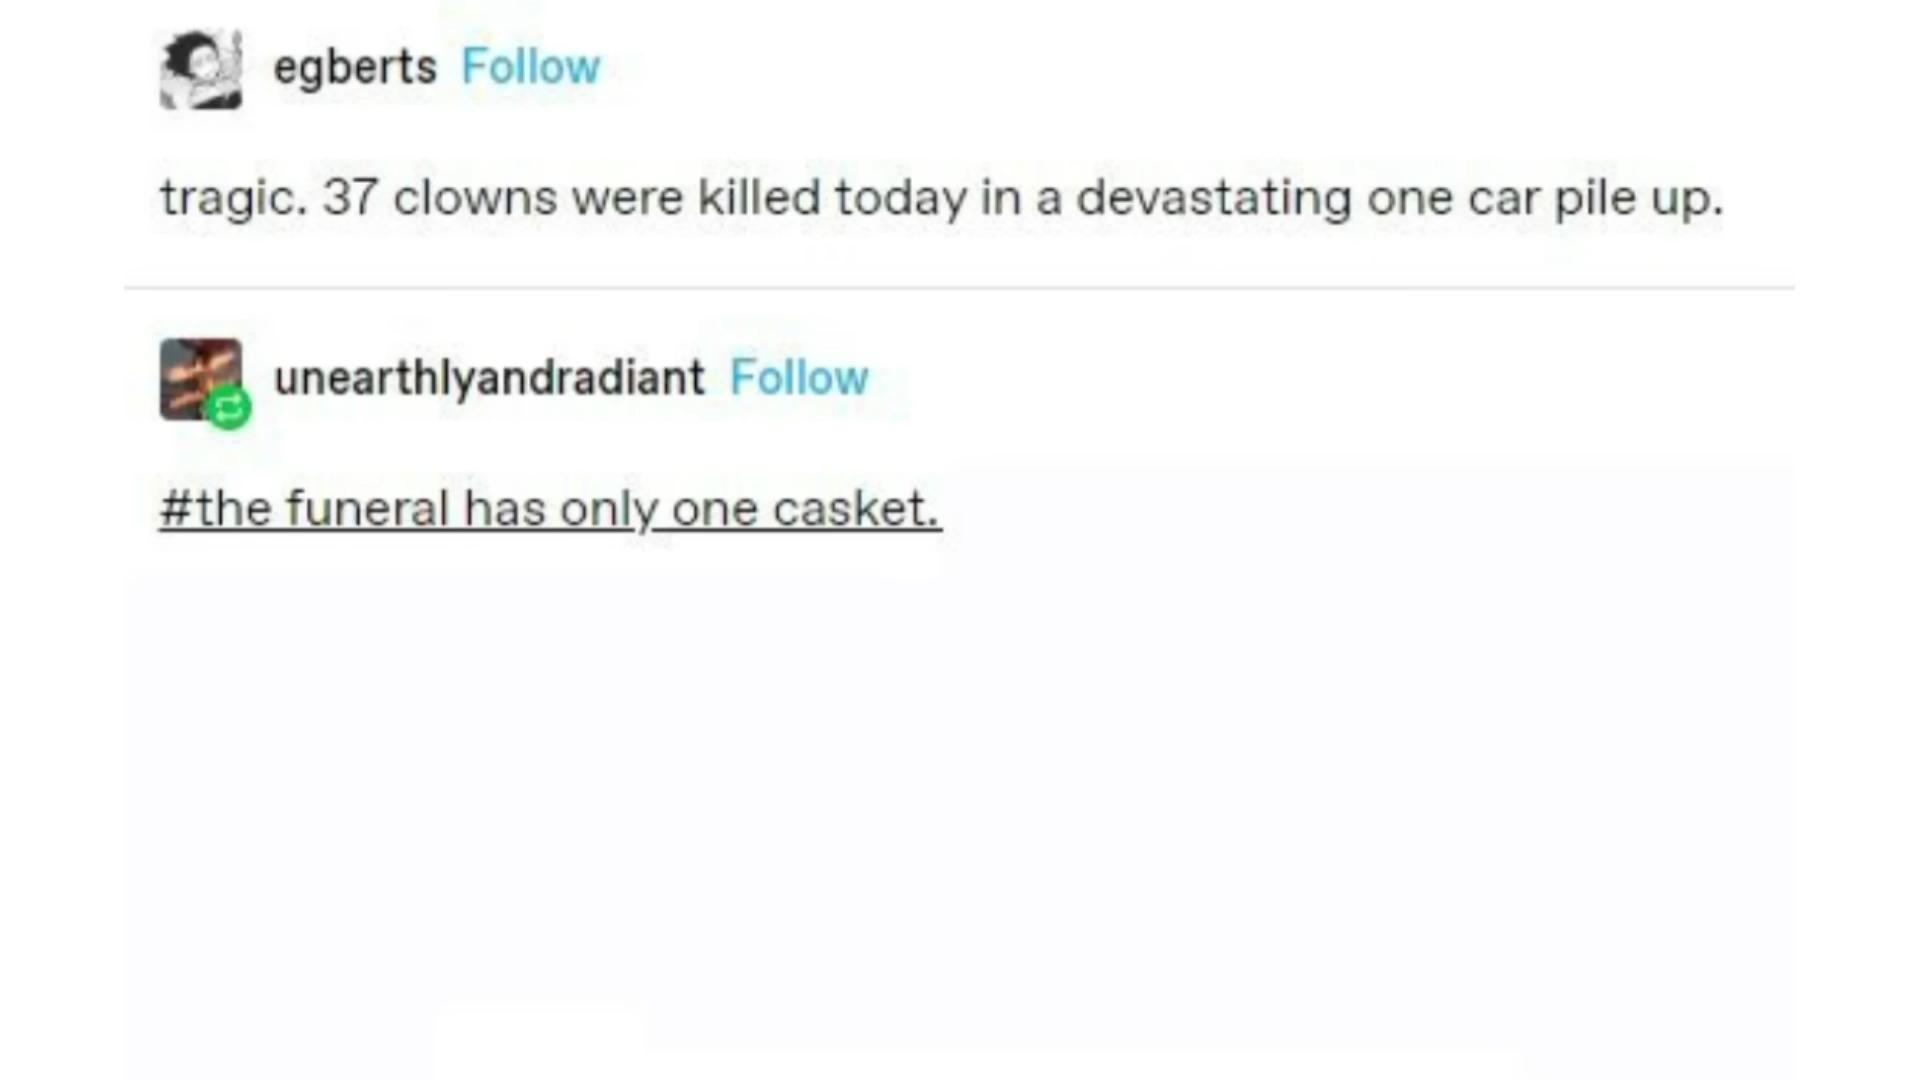 egberts Follow
tragic. 37 clowns were killed today in a devastating one car pile up.
unearthlyandradiant Follow
#the funeral has only one casket.